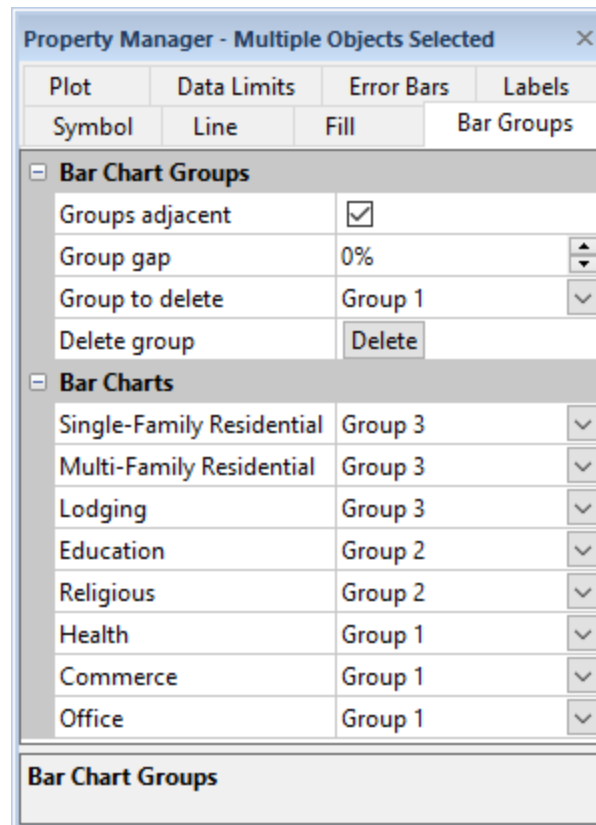 Property Manager - Multiple Objects Selected
Plot Data Limits Error Bars Labels
Symbol Line Fill Bar Groups
Bar Chart Groups
Groups adjacent
Group gap 0%
Group to delete Group 1
Delete group Delete
Bar Charts
Single-Family Residential Group 3
Multi-Family Residential Group 3
Lodging Group 3
Education Group 2
Religious Group 2
Health Group 1
Commerce Group 1
Office Group 1
Bar Chart Groups